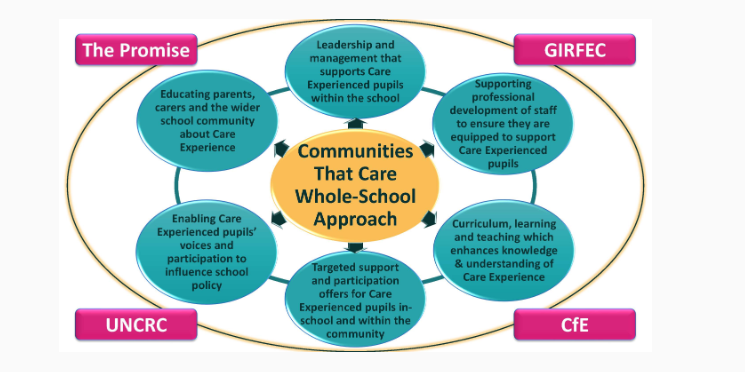 The Promise
GIRFEC
Leadership and
management that
supports Care
Experienced pupils
within the school
Educating parents,
carers and the wider
school community
about Care
Experience
Supporting
professional
development of staff
to ensure they are
equipped to support
Care Experienced
pupils
Communities
That Care
Whole-School
Approach
Enabling Care
Experienced pupils'
voices and
participation to
influence school
policy
Curriculum, learning
and teaching which
enhances knowledge
& understanding of
Care Experience
Targeted support
and participation
offers for Care
Experienced pupils in-
school and within the
community
UNCRC
CfE